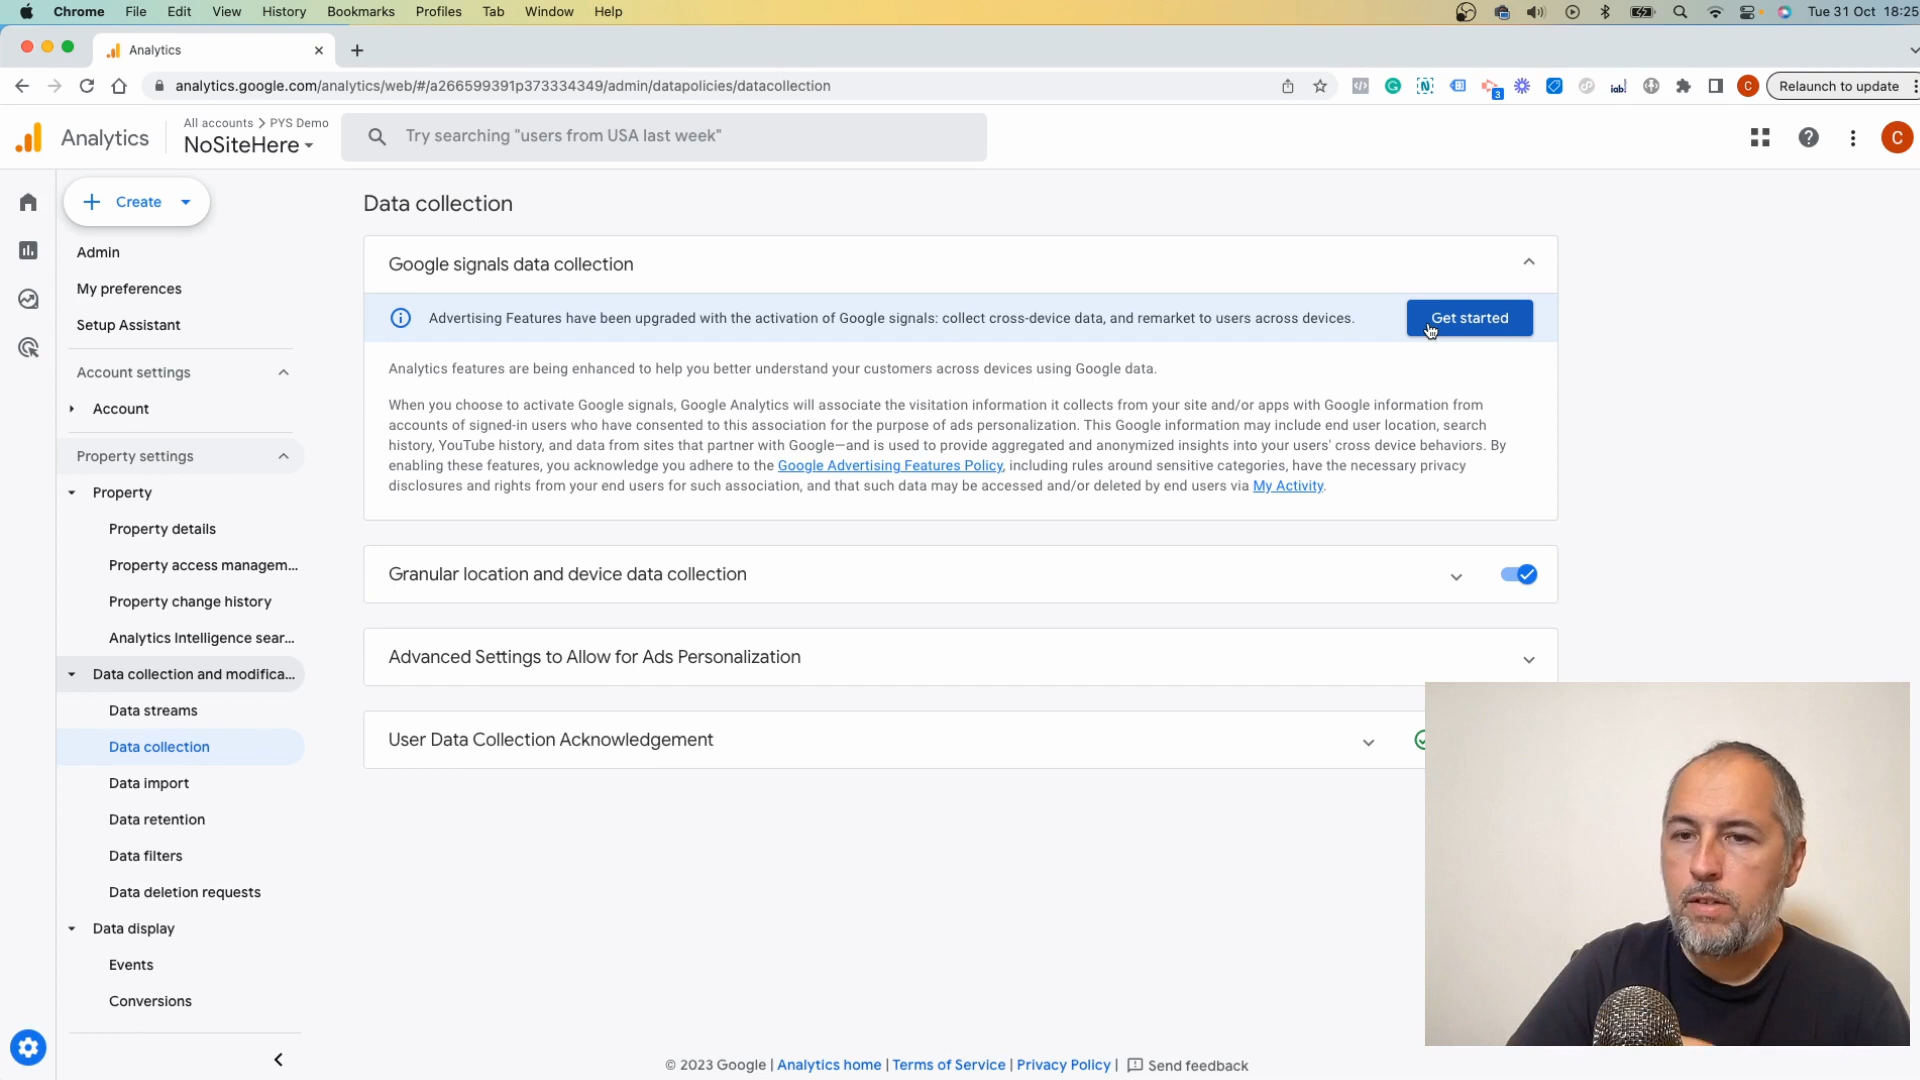 Chrome File Edit View History Bookmarks Profiles Tab Window Help Tue 31 Oct 18:25
Analytics
analytics.google.com/analytics/web/#/a266599391p373334349/admin/datapolicies/datacollection
iab!
3
C
Relaunch to update
Analytics
All accounts > PYS Demo
NoSiteHere
Try searching "users from USA last week"
C
Create
Admin
My preferences
Setup Assistant
Account settings
Account
Property settings
Property
Property details
Property access managem...
Property change history
Analytics Intelligence sear...
Data collection and modifica...
Data streams
Data collection
Data import
Data retention
Data filters
Data deletion requests
Data display
Events
Conversions
Data collection
Google signals data collection
Advertising Features have been upgraded with the activation of Google signals: collect cross-device data, and remarket to users across devices.
Get started
Analytics features are being enhanced to help you better understand your customers across devices using Google data.
When you choose to activate Google signals, Google Analytics will associate the visitation information it collects from your site and/or apps with Google information from
accounts of signed-in users who have consented to this association for the purpose of ads personalization. This Google information may include end user location, search
history, YouTube history, and data from sites that partner with Google—and is used to provide aggregated and anonymized insights into your users' cross device behaviors. By
enabling these features, you acknowledge you adhere to the Google Advertising Features Policy, including rules around sensitive categories, have the necessary privacy
disclosures and rights from your end users for such association, and that such data may be accessed and/or deleted by end users via My Activity.
Granular location and device data collection
Advanced Settings to Allow for Ads Personalization
User Data Collection Acknowledgement
© 2023 Google | Analytics home | Terms of Service | Privacy Policy | Send feedback